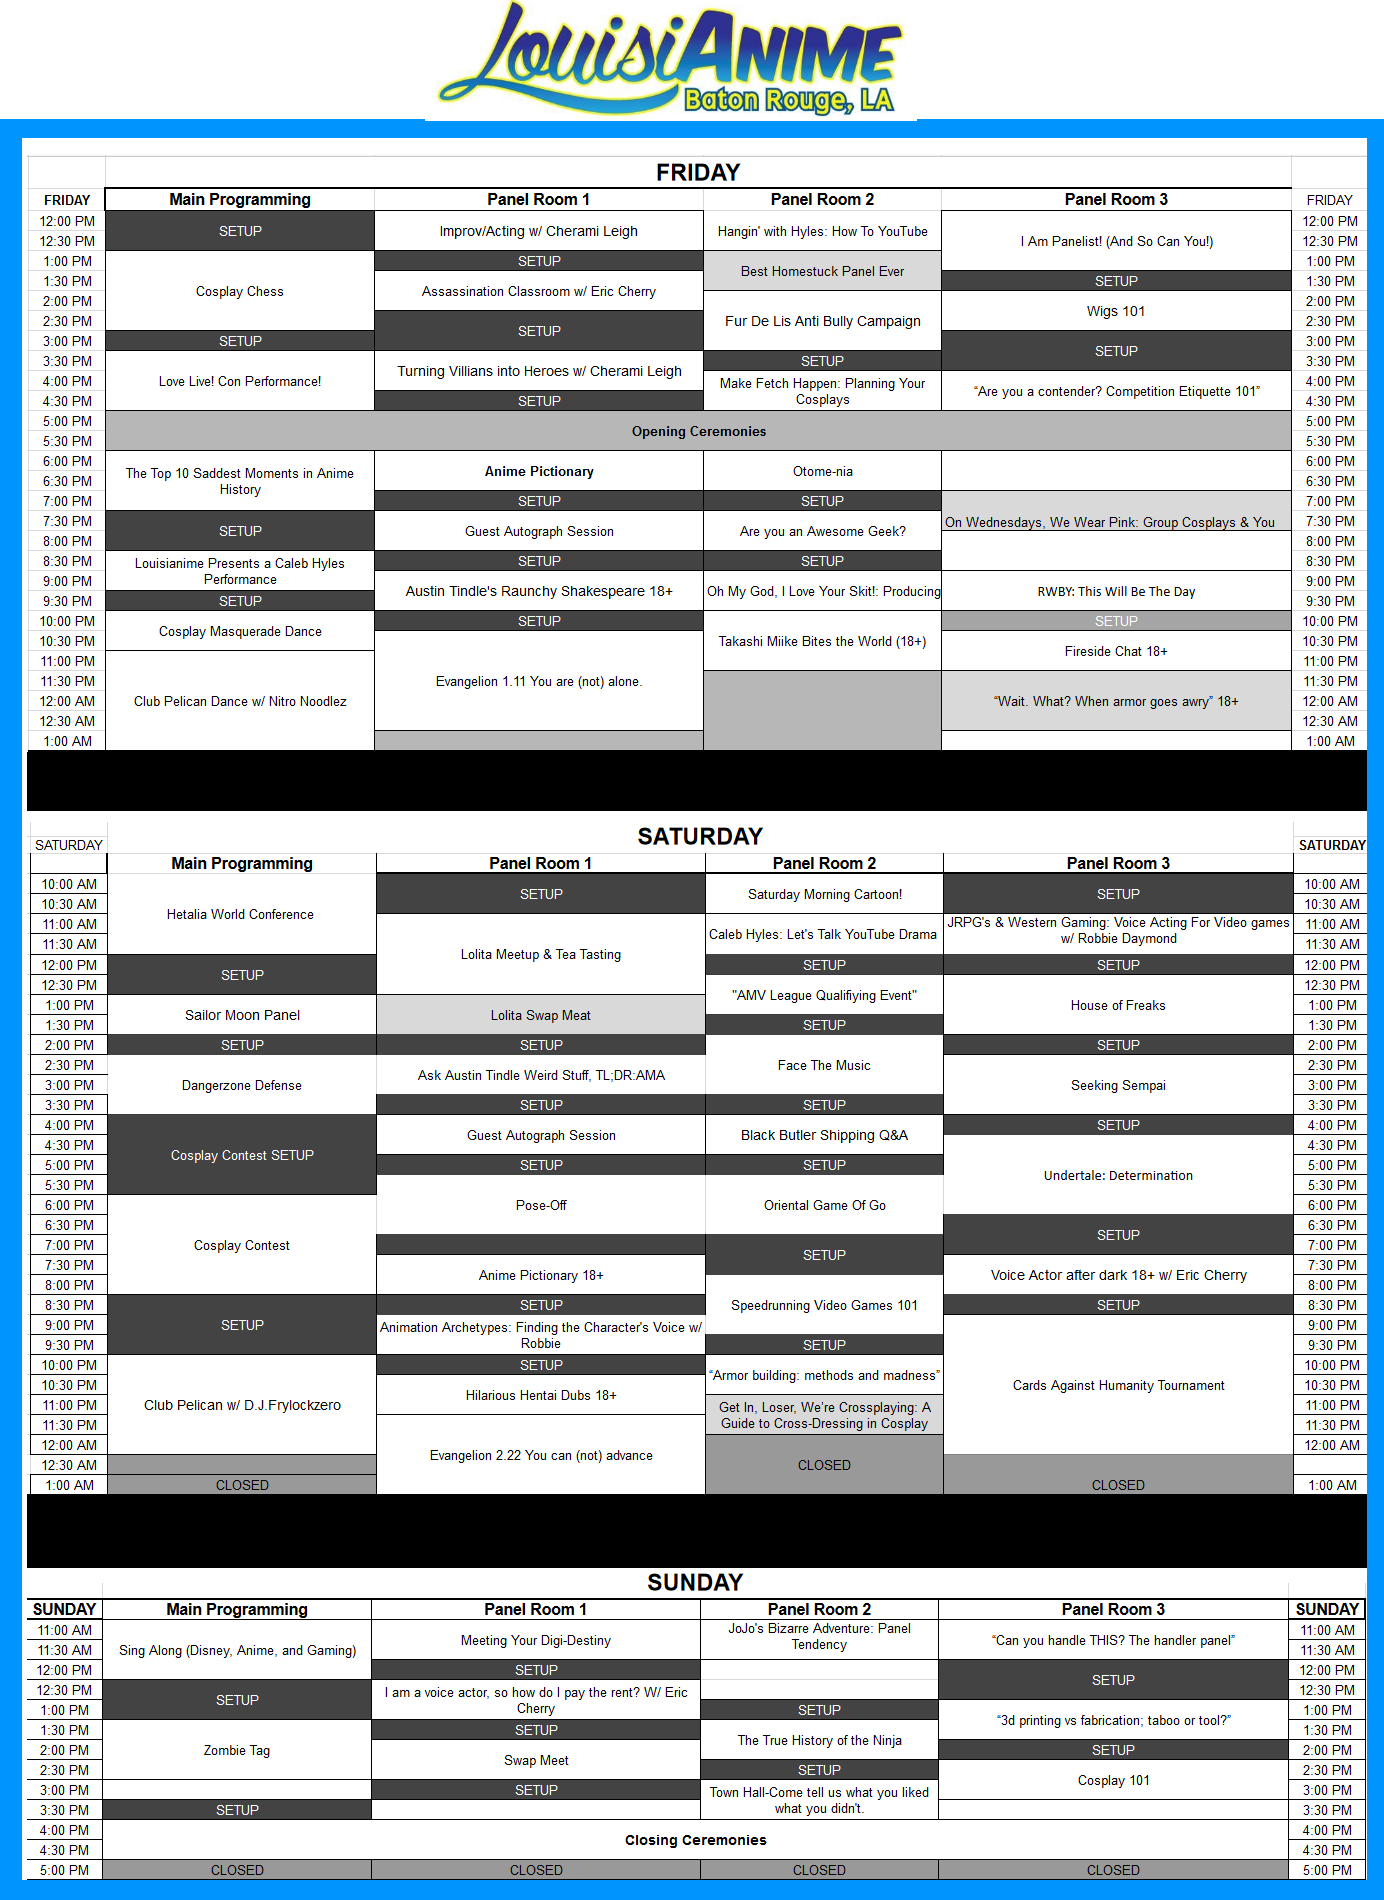 LouisiANIME
Baton Rouge, LA
FRIDAY
FRIDAY Main Programming Panel Room 1 Panel Room 2 Panel Room 3 FRIDAY
12:00 PM SETUP Improv/Acting w/ Cherami Leigh Hangin' with Hyles: How To YouTube 12:00 PM
12:30 PM I Am Panelist! (And So Can You!) 12:30 PM
1:00 PM SETUP Best Homestuck Panel Ever 1:00 PM
1:30 PM Cosplay Chess Assassination Classroom w/ Eric Cherry SETUP 1:30 PM
2:00 PM Wigs 101 2:00 PM
2:30 PM SETUP Fur De Lis Anti Bully Campaign 2:30 PM
3:00 PM SETUP SETUP 3:00 PM
3:30 PM Turning Villians into Heroes w/ Cherami Leigh SETUP 3:30 PM
4:00 PM Love Live! Con Performance! Make Fetch Happen: Planning Your
Cosplays “Are you a contender? Competition Etiquette 101” 4:00 PM
4:30 PM SETUP 4:30 PM
5:00 PM Opening Ceremonies 5:00 PM
5:30 PM 5:30 PM
6:00 PM The Top 10 Saddest Moments in Anime
History Anime Pictionary Otome-nia 6:00 PM
6:30 PM 6:30 PM
7:00 PM SETUP SETUP 7:00 PM
7:30 PM SETUP Guest Autograph Session Are you an Awesome Geek? On Wednesdays, We Wear Pink: Group Cosplays & You 7:30 PM
8:00 PM 8:00 PM
8:30 PM Louisianime Presents a Caleb Hyles
Performance SETUP SETUP 8:30 PM
9:00 PM Austin Tindle's Raunchy Shakespeare 18+ Oh My God, I Love Your Skit!: Producing RWBY: This Will Be The Day 9:00 PM
9:30 PM SETUP 9:30 PM
10:00 PM Cosplay Masquerade Dance SETUP SETUP 10:00 PM
10:30 PM Takashi Miike Bites the World (18+) Fireside Chat 18+ 10:30 PM
11:00 PM 11:00 PM
11:30 PM Evangelion 1.11 You are (not) alone. 11:30 PM
12:00 AM Club Pelican Dance w/ Nitro Noodlez “Wait. What? When armor goes awry” 18+ 12:00 AM
12:30 AM 12:30 AM
1:00 AM 1:00 AM
SATURDAY
SATURDAY SATURDAY
Main Programming Panel Room 1 Panel Room 2 Panel Room 3
10:00 AM SETUP Saturday Morning Cartoon! SETUP 10:00 AM
10:30 AM 10:30 AM
11:00 AM Hetalia World Conference Caleb Hyles: Let's Talk YouTube Drama JRPG's & Western Gaming: Voice Acting For Video games
w/ Robbie Daymond 11:00 AM
11:30 AM Lolita Meetup & Tea Tasting 11:30 AM
12:00 PM SETUP SETUP SETUP 12:00 PM
12:30 PM "AMV League Qualifiying Event" 12:30 PM
1:00 PM Sailor Moon Panel Lolita Swap Meat House of Freaks 1:00 PM
1:30 PM SETUP 1:30 PM
2:00 PM SETUP SETUP SETUP 2:00 PM
2:30 PM Ask Austin Tindle Weird Stuff, TL;DR:AMA Face The Music 2:30 PM
3:00 PM Dangerzone Defense Seeking Sempai 3:00 PM
3:30 PM SETUP SETUP 3:30 PM
4:00 PM Guest Autograph Session Black Butler Shipping Q&A SETUP 4:00 PM
4:30 PM Cosplay Contest SETUP 4:30 PM
5:00 PM SETUP SETUP Undertale: Determination 5:00 PM
5:30 PM 5:30 PM
6:00 PM Pose-Off Oriental Game Of Go 6:00 PM
6:30 PM SETUP 6:30 PM
7:00 PM Cosplay Contest SETUP 7:00 PM
7:30 PM Anime Pictionary 18+ Voice Actor after dark 18+ w/ Eric Cherry 7:30 PM
8:00 PM 8:00 PM
8:30 PM SETUP Speedrunning Video Games 101 SETUP 8:30 PM
9:00 PM SETUP Animation Archetypes: Finding the Character's Voice w/
Robbie 9:00 PM
9:30 PM SETUP 9:30 PM
10:00 PM SETUP “Armor building: methods and madness” 10:00 PM
10:30 PM Hilarious Hentai Dubs 18+ Cards Against Humanity Tournament 10:30 PM
11:00 PM Club Pelican w/ D.J.Frylockzero Get In, Loser, We’re Crossplaying: A
Guide to Cross-Dressing in Cosplay 11:00 PM
11:30 PM 11:30 PM
12:00 AM Evangelion 2.22 You can (not) advance 12:00 AM
12:30 AM CLOSED
1:00 AM CLOSED CLOSED 1:00 AM
SUNDAY
SUNDAY Main Programming Panel Room 1 Panel Room 2 Panel Room 3 SUNDAY
11:00 AM Meeting Your Digi-Destiny JoJo's Bizarre Adventure: Panel
Tendency “Can you handle THIS? The handler panel” 11:00 AM
11:30 AM Sing Along (Disney, Anime, and Gaming) 11:30 AM
12:00 PM SETUP SETUP 12:00 PM
12:30 PM SETUP I am a voice actor, so how do I pay the rent? W/ Eric
Cherry 12:30 PM
1:00 PM SETUP “3d printing vs fabrication; taboo or tool?” 1:00 PM
1:30 PM SETUP The True History of the Ninja 1:30 PM
2:00 PM Zombie Tag Swap Meet SETUP 2:00 PM
2:30 PM SETUP Cosplay 101 2:30 PM
3:00 PM SETUP Town Hall-Come tell us what you liked
what you didn't. 3:00 PM
3:30 PM SETUP 3:30 PM
4:00 PM Closing Ceremonies 4:00 PM
4:30 PM 4:30 PM
5:00 PM CLOSED CLOSED CLOSED CLOSED 5:00 PM